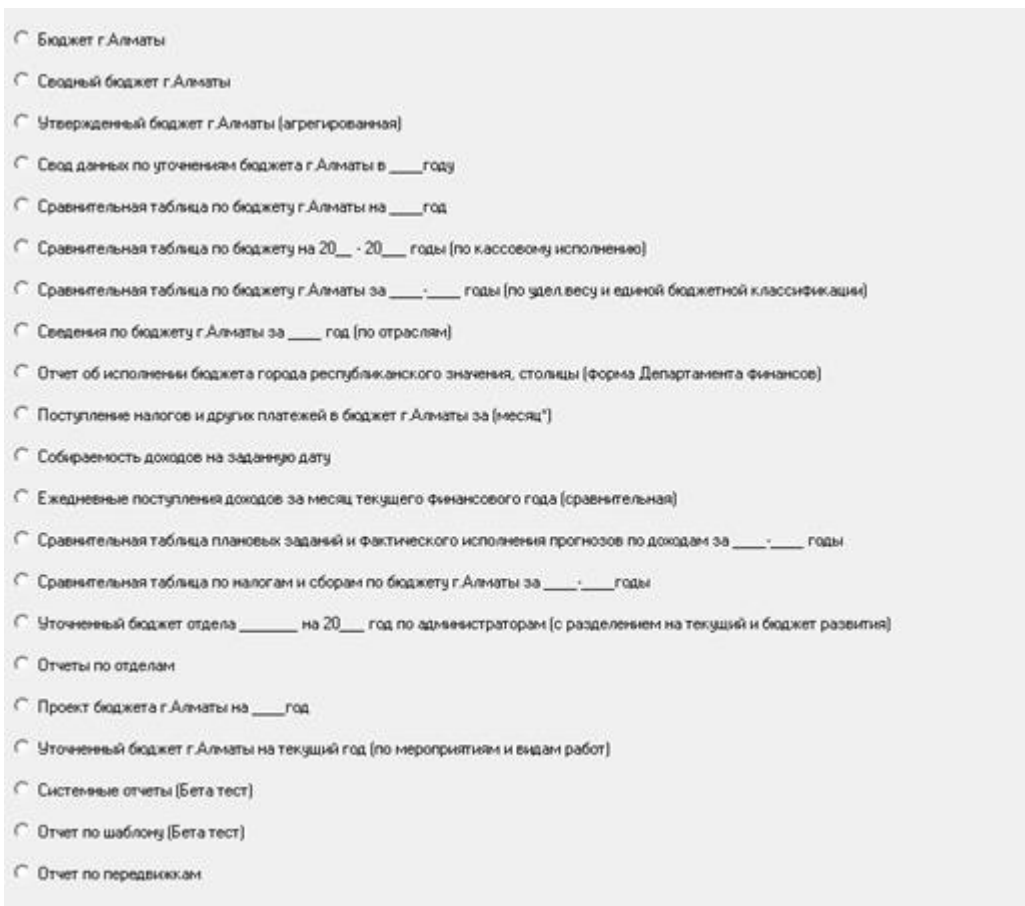 Бюджет г.Алматы
Сводный бюджет г.Алматы
Утвержденный бюджет г.Алматы (агрегированная)
Свод данных по уточнениям бюджета г.Алматы в ____году
Сравнительная таблица по бюджету г.Алматы на ____год
Сравнительная таблица по бюджету на 20__ - 20___ годы (по кассовому исполнению)
Сравнительная таблица по бюджету г.Алматы за ____-____ годы (по удел.весу и единой бюджетной классификации)
Сведения по бюджету г.Алматы за ____ год (по отраслям)
Отчет об исполнении бюджета города республиканского значения, столицы (форма Департамента финансов)
Поступление налогов и других платежей в бюджет г.Алматы за (месяц*)
Собираемость доходов на заданную дату
Ежедневные поступления доходов за месяц текущего финансового года (сравнительная)
Сравнительная таблица плановых заданий и фактического исполнения прогнозов по доходам за ____-____ годы
Сравнительная таблица по налогам и сборам по бюджету г.Алматы за ____-____годы
Уточненный бюджет отдела _______ на 20___ год по администраторам (с разделением на текущий и бюджет развития)
Отчеты по отделам
Проект бюджета г.Алматы на ____год
Уточненный бюджет г.Алматы на текущий год (по мероприятиям и видам работ)
Системные отчеты (Бета тест)
Отчет по шаблону (Бета тест)
Отчет по передвижкам